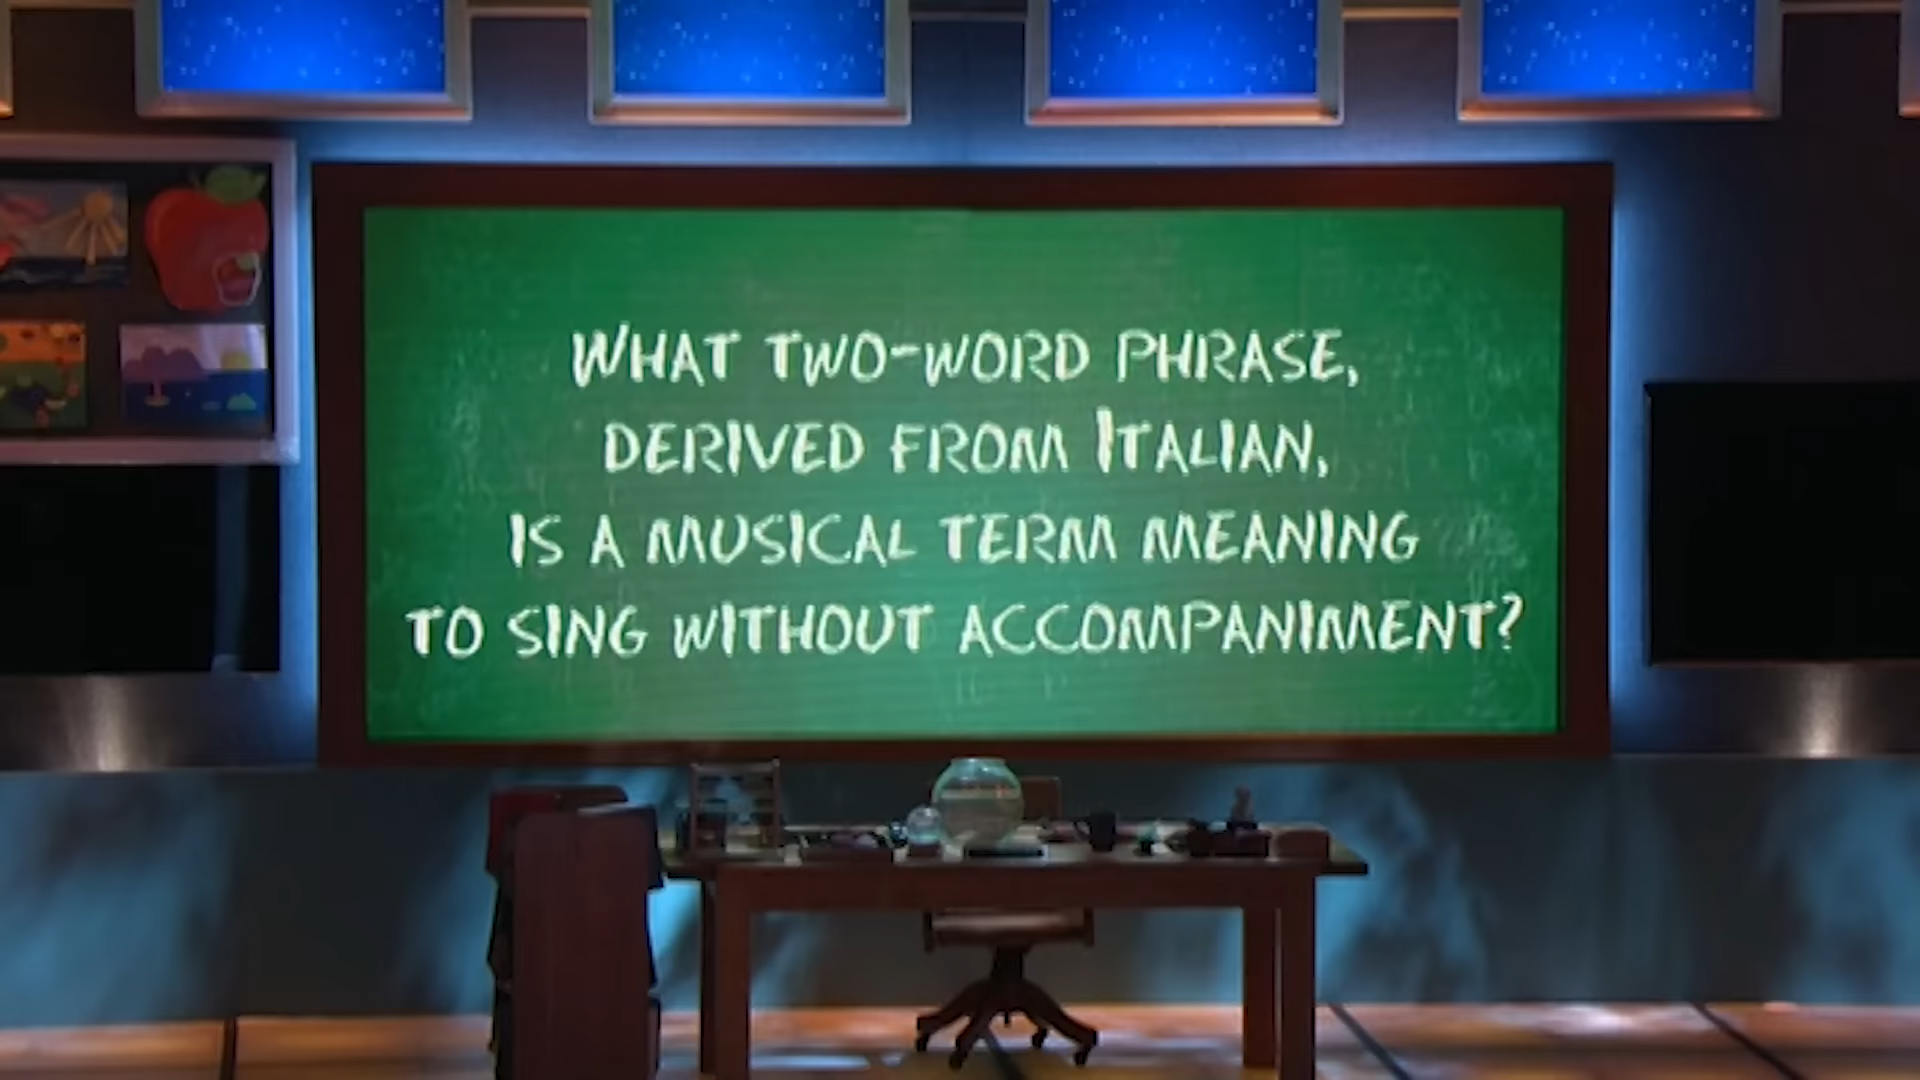 What two-word phrase,
derived from Italian,
is a musical term meaning
to sing without accompaniment?